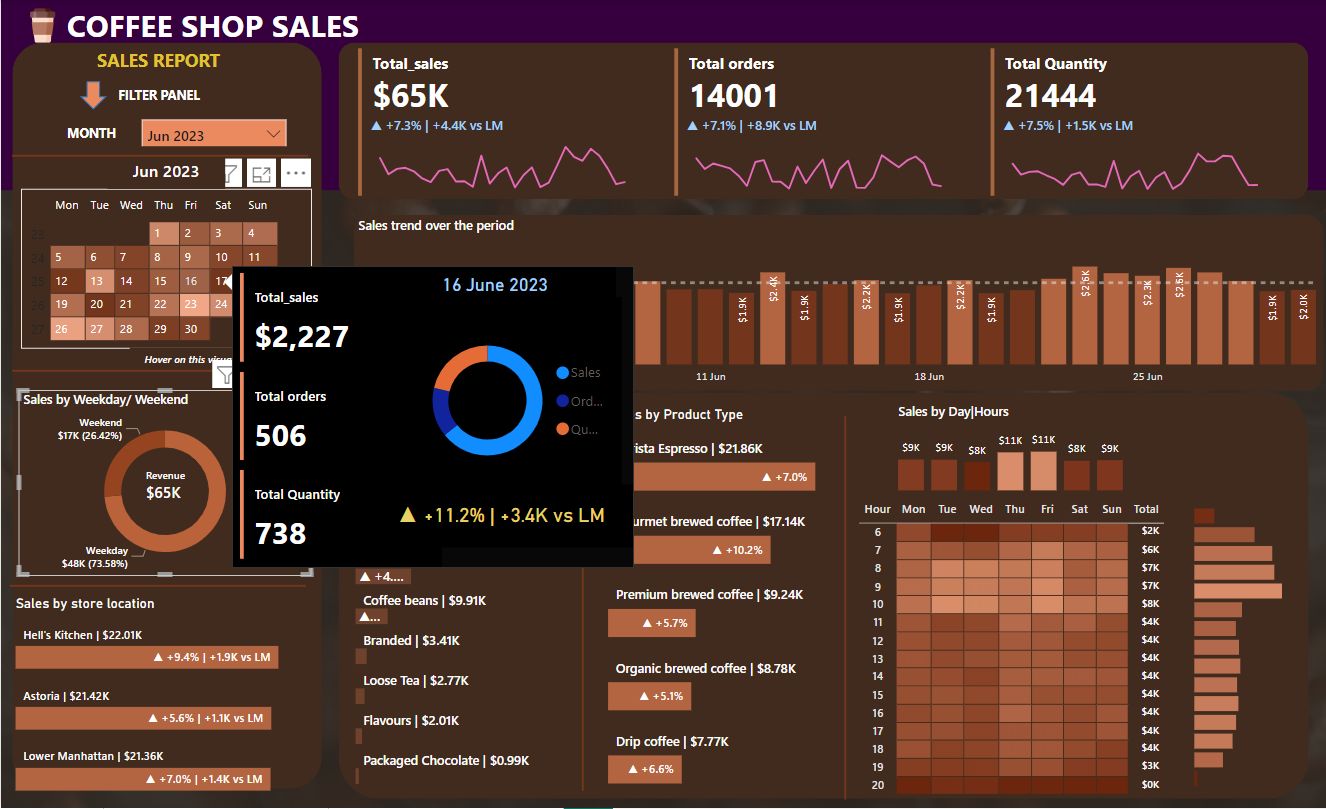 COFFEE SHOP SALES
SALES REPORT
FILTER PANEL
MONTH
Jun 2023
Jun 2023
Mon Tue Wed Thu Fri Sat Sun
23 1 2 3 4
24 5 6 7 8 9 10 11
25 12 13 14 15 16 17
26 19 20 21 22 23 24
27 26 27 28 29 30
Hover on this
Sales by Weekday/ Weekend
Weekend
$17K (26.42%)
Revenue
$65K
Weekday
$48K (73.58%)
Sales by store location
Hell's Kitchen | $22.01K
+9.4% | +1.9K vs LM
Astoria | $21.42K
+5.6% | +1.1K vs LM
Lower Manhattan | $21.36K
+7.0% | +1.4K vs LM
Total_sales
$65K
+7.3% | +4.4K vs LM
Total orders
14001
+7.1% | +8.9K vs LM
Total Quantity
21444
+7.5% | +1.5K vs LM
Sales trend over the period
$1.9K $2.4K $1.9K $2.2K $1.9K $2.2K $1.9K $2.6K $2.3K $2.6K $1.9K $2.0K
11 Jun 18 Jun 25 Jun
16 June 2023
Total_sales
$2,227
Total orders
506
Total Quantity
738
Sales
Ord...
Qu...
+11.2% | +3.4K vs LM
+4....
Coffee beans | $9.91K
...
Branded | $3.41K
Loose Tea | $2.77K
Flavours | $2.01K
Packaged Chocolate | $0.99K
s by Product Type
rista Espresso | $21.86K
+7.0%
urmet brewed coffee | $17.14K
+10.2%
Premium brewed coffee | $9.24K
+5.7%
Organic brewed coffee | $8.78K
+5.1%
Drip coffee | $7.77K
+6.6%
Sales by Day|Hours
$9K $9K $8K $11K $11K $8K $9K
Hour Mon Tue Wed Thu Fri Sat Sun Total
6 $2K
7 $6K
8 $7K
9 $7K
10 $8K
11 $4K
12 $4K
13 $4K
14 $4K
15 $4K
16 $4K
17 $4K
18 $4K
19 $3K
20 $0K